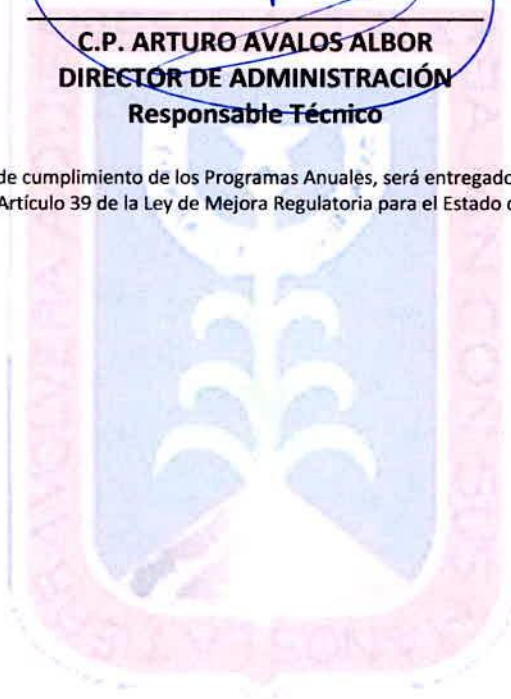 C.P. ARTURO AVALOS ALBOR
DIRECTOR DE ADMINISTRACIÓN
Responsable Técnico
de cumplimiento de los Programas Anuales, será entregado
Artículo 39 de la Ley de Mejora Regulatoria para el Estado